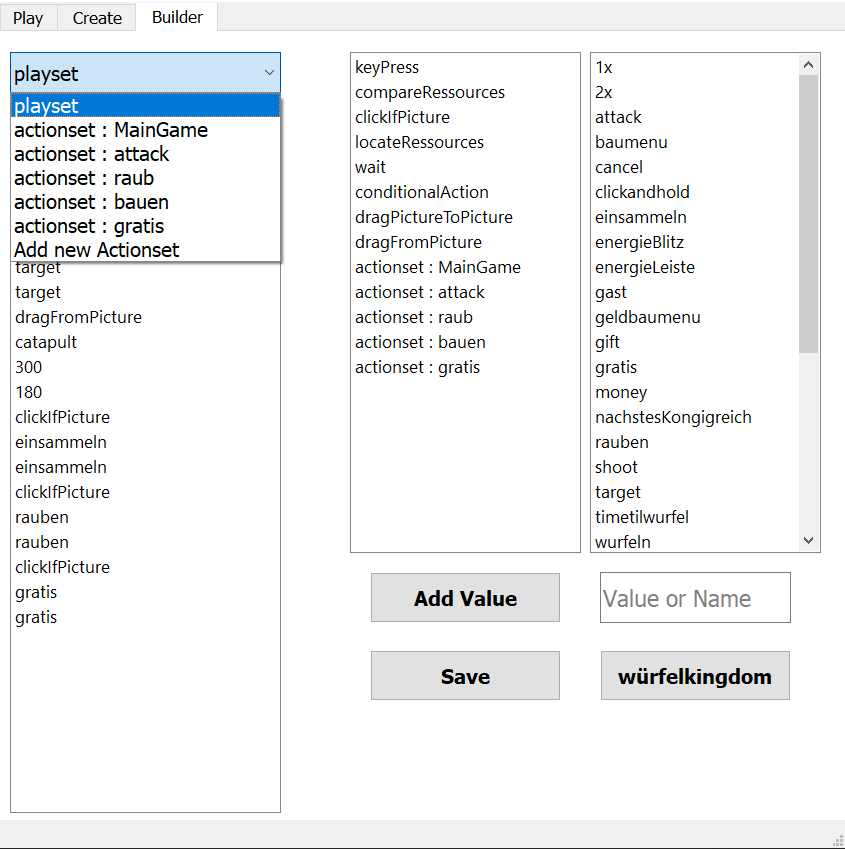 Play Create Builder
playset
playset
actionset : MainGame
actionset : attack
actionset : raub
actionset : bauen
actionset : gratis
Add new Actionset
target
target
dragFromPicture
catapult
300
180
clickIfPicture
einsammeln
einsammeln
clickIfPicture
rauben
rauben
clickIfPicture
gratis
gratis
keyPress
compareRessources
clickIfPicture
locateRessources
wait
conditionalAction
dragPictureToPicture
dragFromPicture
actionset : MainGame
actionset : attack
actionset : raub
actionset : bauen
actionset : gratis
1x
2x
attack
baumenu
cancel
clickandhold
einsammeln
energieBlitz
energieLeiste
gast
geldbaumenu
gift
gratis
money
nachstesKongigreich
rauben
shoot
target
timetilwurfel
wurfeln
Add Value
Value or Name
Save
würfelkingdom